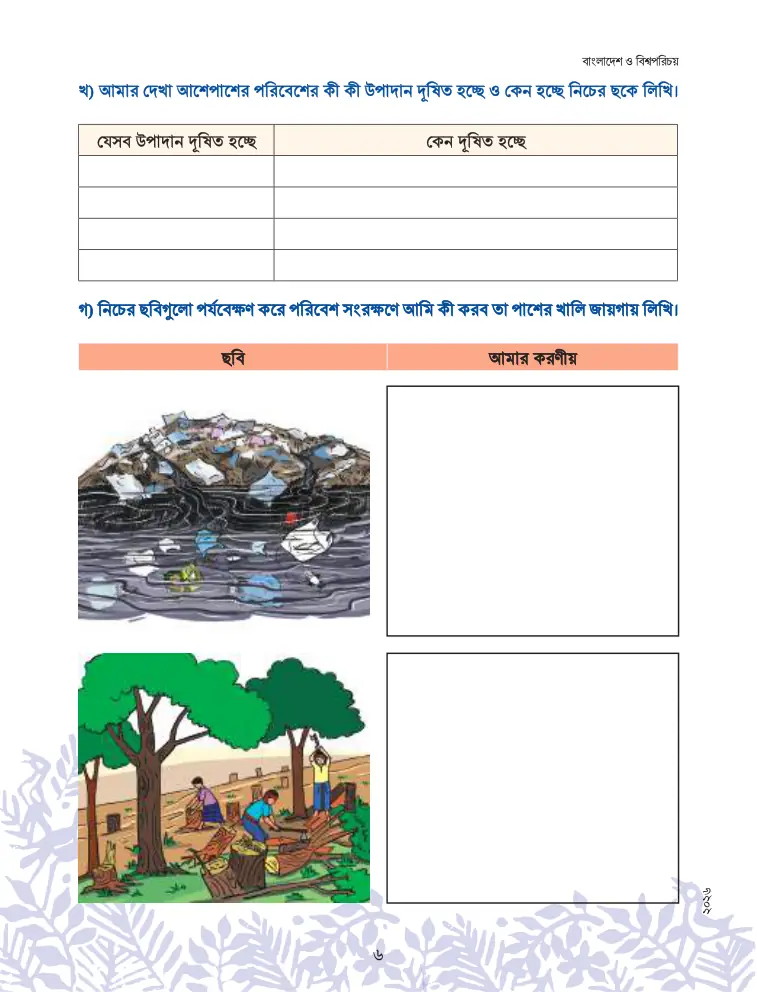 বাংলাদেশ ও বিশ্বপরিচয়
খ) আমার দেখা আশেপাশের পরিবেশের কী কী উপাদান দূষিত হচ্ছে ও কেন হচ্ছে নিচের ছকে লিখি।
যেসব উপাদান দূষিত হচ্ছে কেন দূষিত হচ্ছে
গ) নিচের ছবিগুলো পর্যবেক্ষণ করে পরিবেশ সংরক্ষণে আমি কী করব তা পাশের খালি জায়গায় লিখি।
ছবি আমার করণীয়
২০২৬
৬